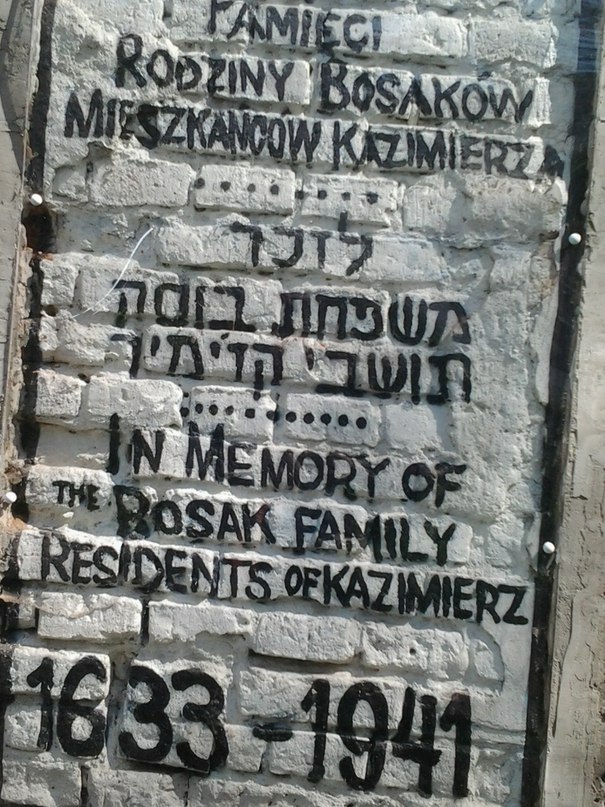 PAMIĘCI
RODZINY BOSAKÓW
MIESZKAŃCÓW KAZIMIERZA
לזכר
משפחת בוסק
תושבי קזימיר
IN MEMORY OF
THE BOSAK FAMILY
RESIDENTS OF KAZIMIERZ
1633-1941